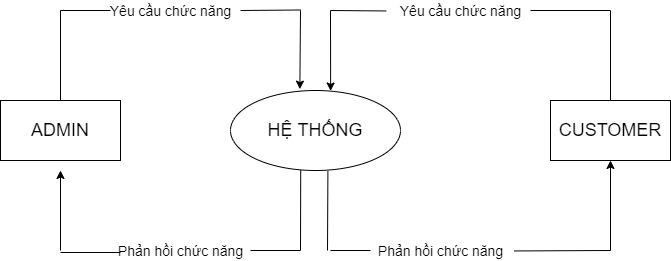 Yêu cầu chức năng
Yêu cầu chức năng
ADMIN
HỆ THỐNG
CUSTOMER
Phản hồi chức năng
Phản hồi chức năng